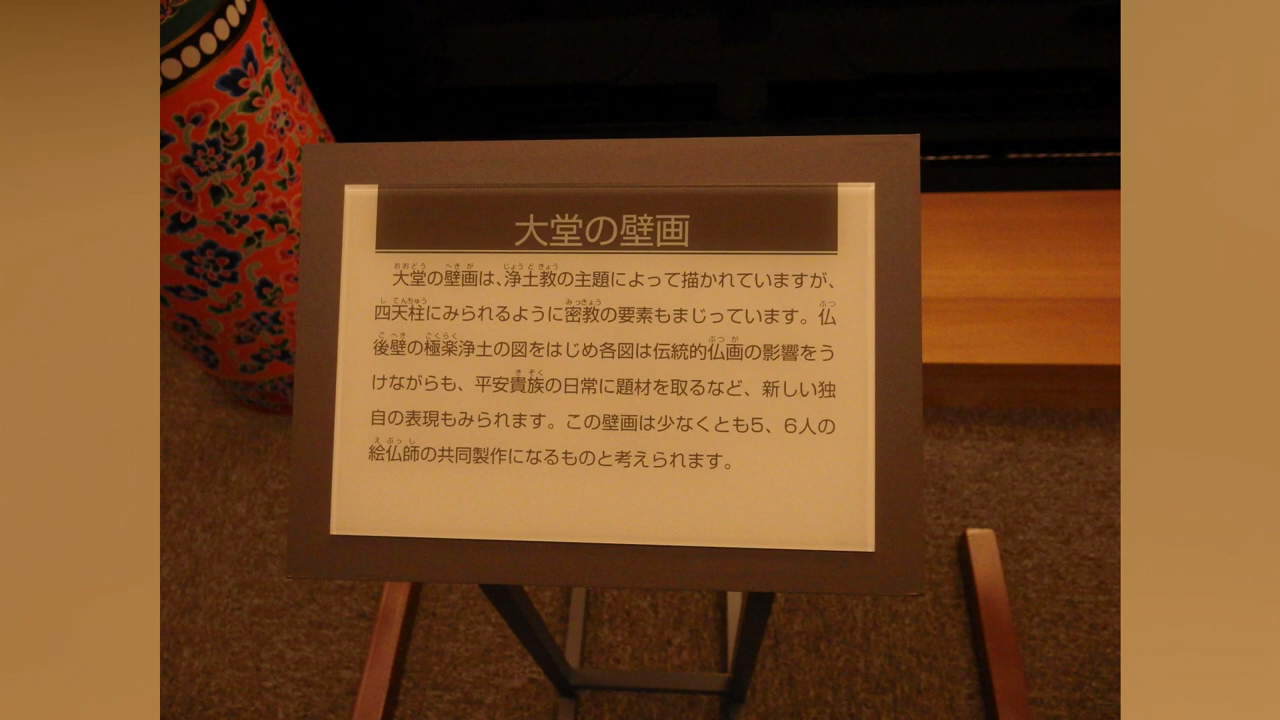 大堂の壁画
大堂の壁画は、浄土教の主題によって描かれていますが、
四天柱にみられるように密教の要素もまじっています。仏
後壁の極楽浄土の図をはじめ各図は伝統的仏画の影響をう
けながらも、平安貴族の日常に題材を取るなど、新しい独
自の表現もみられます。この壁画は少なくとも5、6人の
絵仏師の共同製作になるものと考えられます。